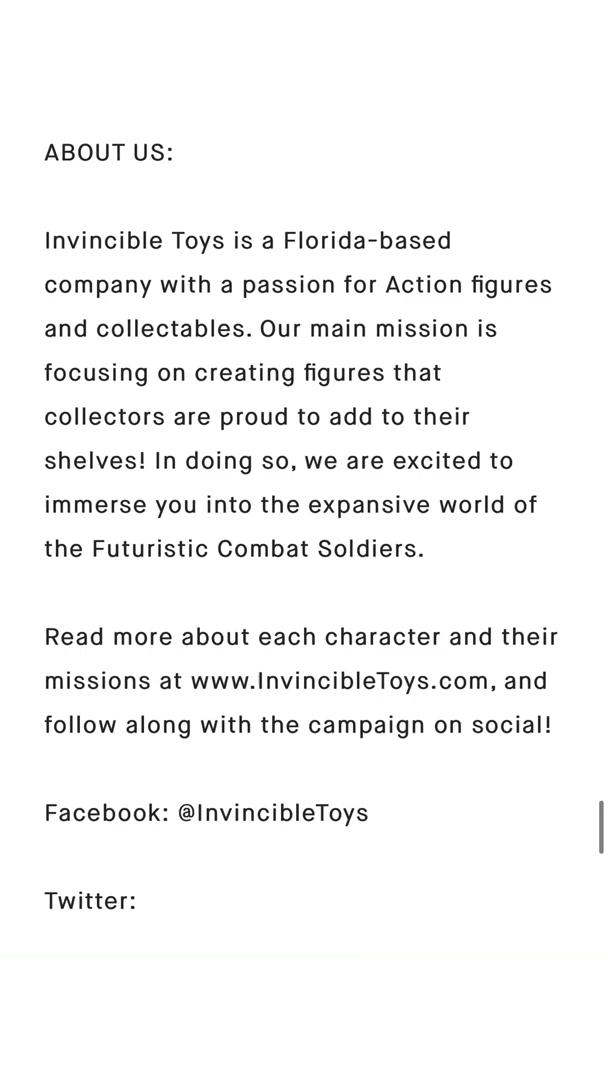 ABOUT US:
Invincible Toys is a Florida-based
company with a passion for Action figures
and collectables. Our main mission is
focusing on creating figures that
collectors are proud to add to their
shelves! In doing so, we are excited to
immerse you into the expansive world of
the Futuristic Combat Soldiers.
Read more about each character and their
missions at www.InvincibleToys.com, and
follow along with the campaign on social!
Facebook: @InvincibleToys
Twitter: